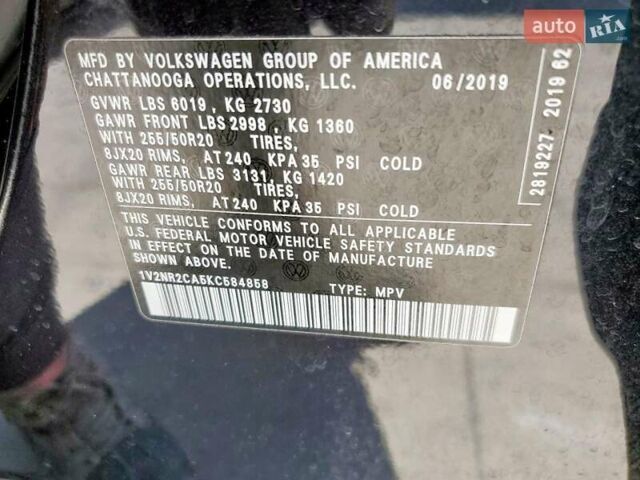 auto RIA
.com
MFD BY VOLKSWAGEN GROUP OF AMERICA
CHATTANOOGA OPERATIONS, LLC. 06/2019
GVWR LBS 6019, KG 2730
GAWR FRONT LBS 2998, KG 1360
WITH 255/50R20 TIRES,
8JX20 RIMS, AT 240 KPA 35 PSI COLD
GAWR REAR LBS 3131, KG 1420
WITH 255/50R20 TIRES,
8JX20 RIMS, AT 240 KPA 35 PSI COLD
THIS VEHICLE CONFORMS TO ALL APPLICABLE
U.S. FEDERAL MOTOR VEHICLE SAFETY STANDARDS
IN EFFECT ON THE DATE OF MANUFACTURE
SHOWN ABOVE.
1V2NR2CA5KC584858 TYPE: MPV
2819227 2019 62